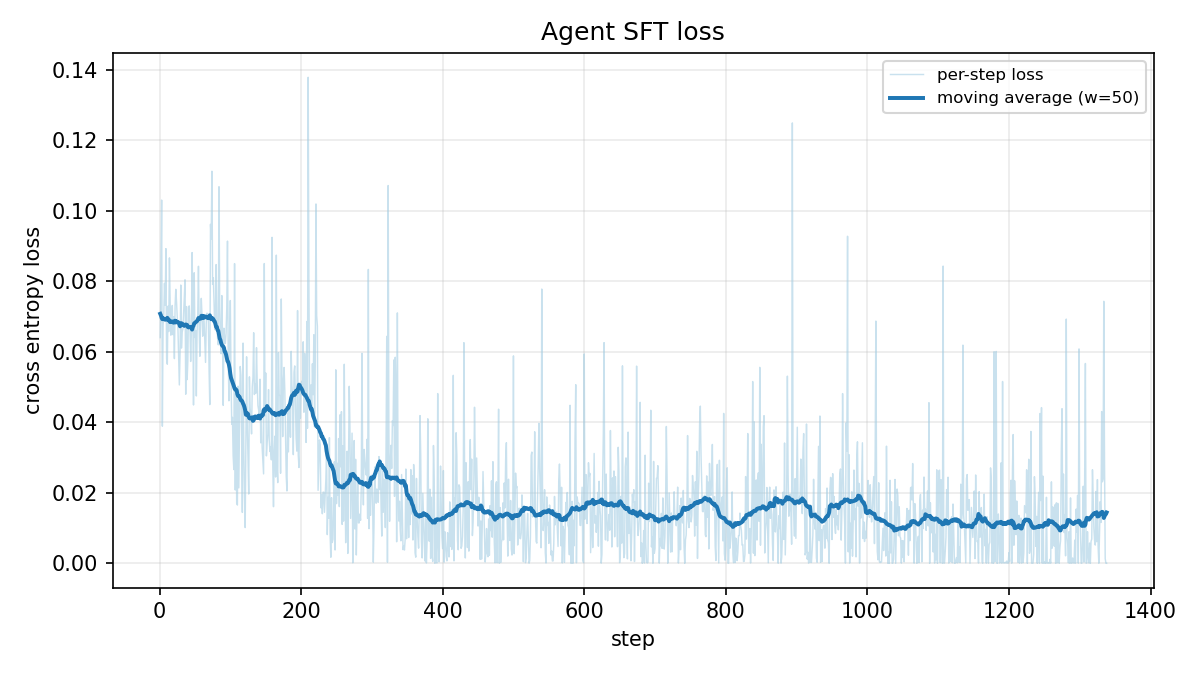 Agent SFT loss
per-step loss
moving average (w=50)
cross entropy loss
0.14
0.12
0.10
0.08
0.06
0.04
0.02
0.00
0 200 400 600 800 1000 1200 1400
step